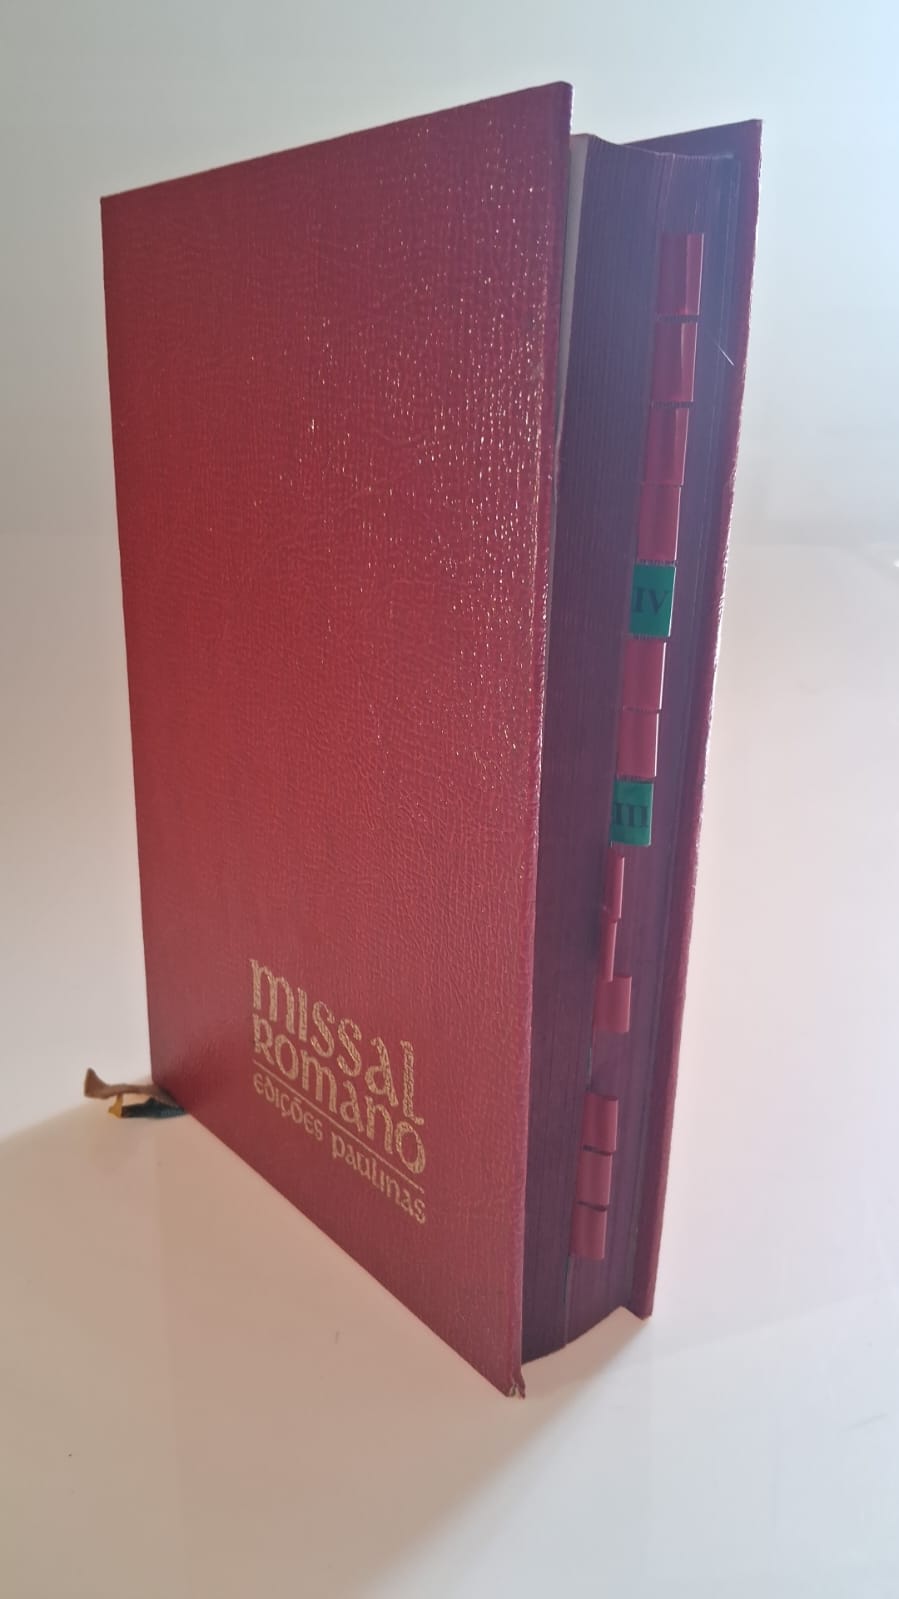 missal
romano
edições paulinas
IV
III